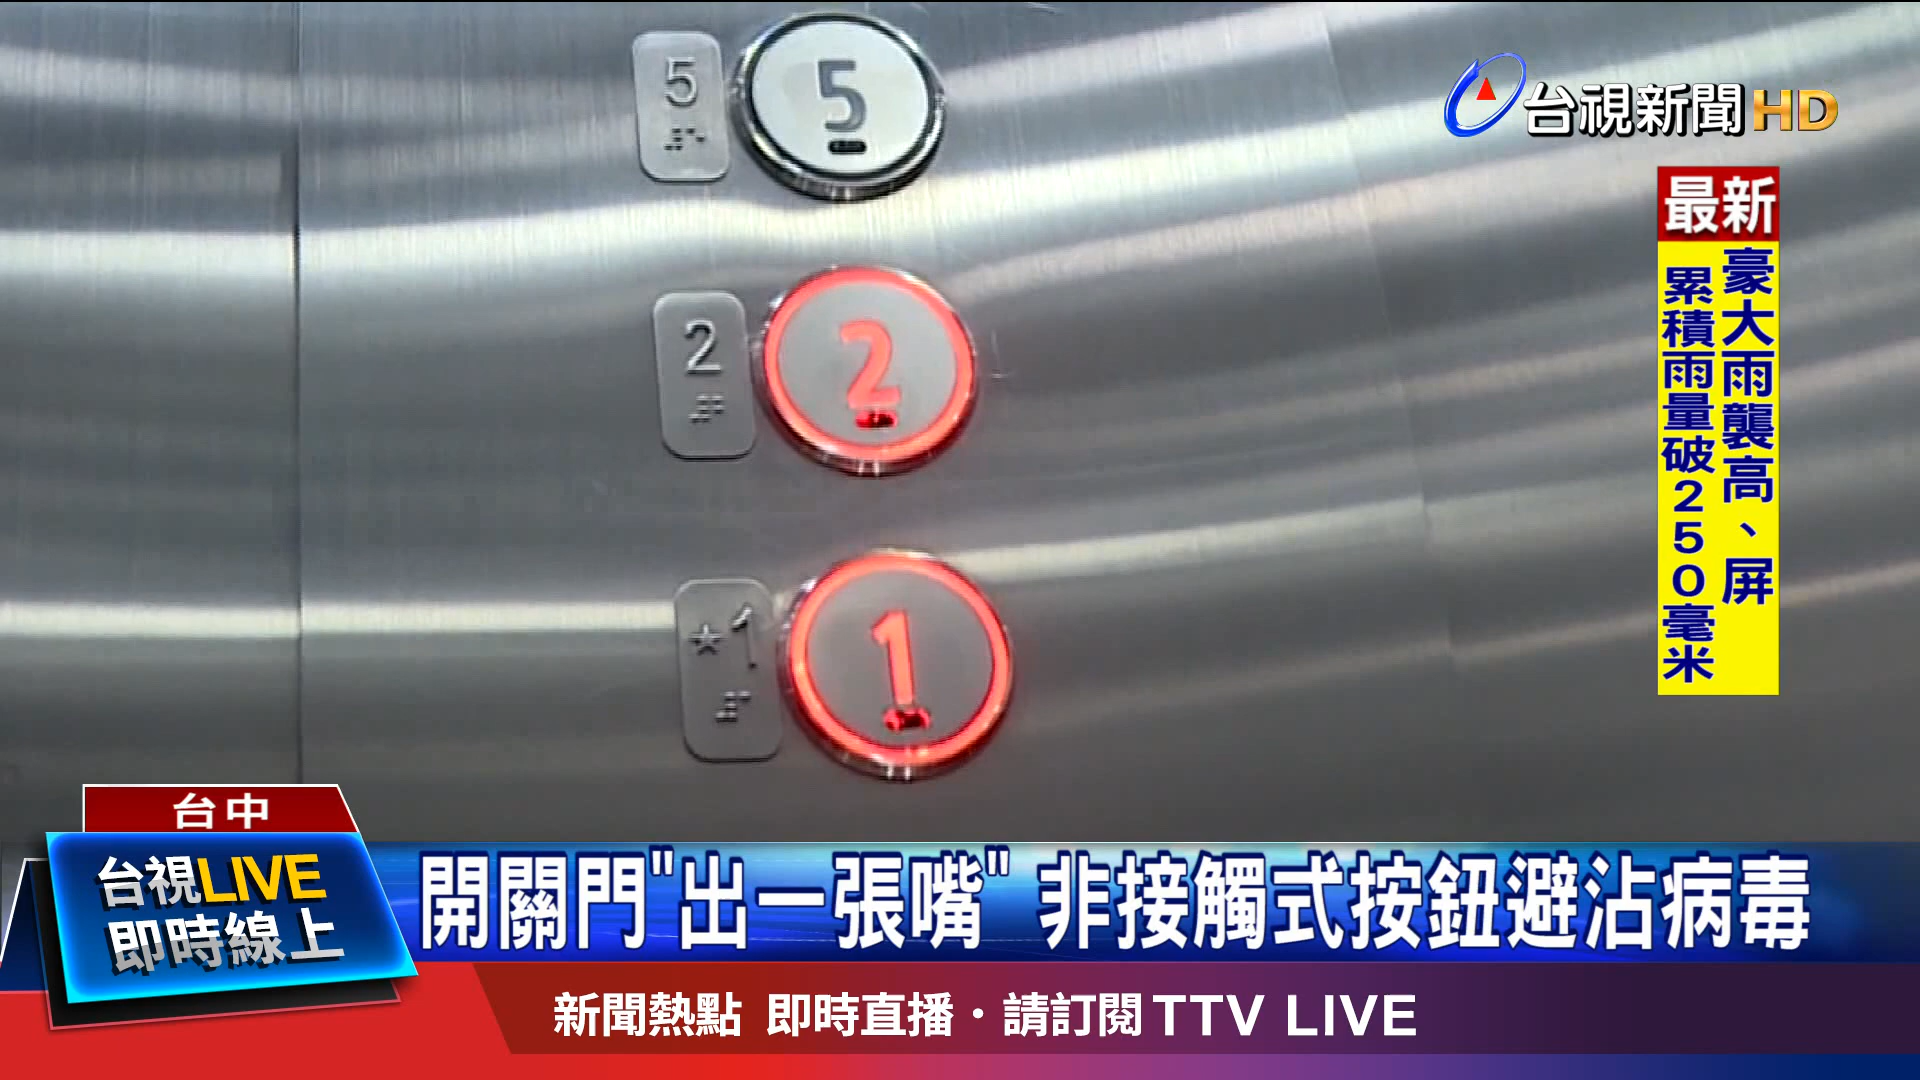 5
5
台視新聞HD
最新
豪大雨襲高、屏
累積雨量破250毫米
2
2
★1
1
台中
台視LIVE
即時線上
開關門"出一張嘴" 非接觸式按鈕避沾病毒
新聞熱點 即時直播・請訂閱TTV LIVE